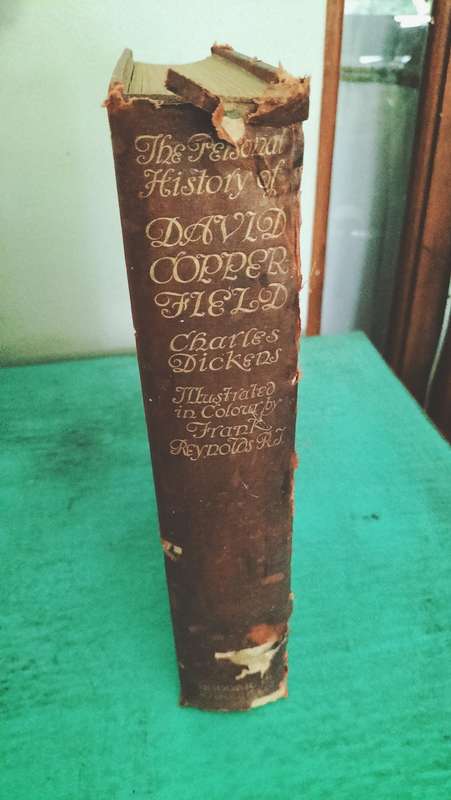 The Personal
History of
DAVID
COPPER
FIELD
Charles
Dickens
Illustrated
in Colour by
Frank
Reynolds R.I.